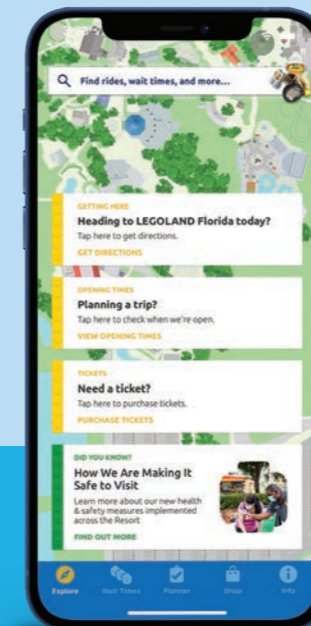 Find rides, wait times, and more...
GETTING HERE
Heading to LEGOLAND Florida today?
Tap here to get directions.
GET DIRECTIONS
OPENING TIMES
Planning a trip?
Tap here to check when we're open.
VIEW OPENING TIMES
TICKETS
Need a ticket?
Tap here to purchase tickets.
PURCHASE TICKETS
DID YOU KNOW?
How We Are Making It
Safe to Visit
Learn more about our new health
& safety measures implemented
across the Resort
FIND OUT MORE
Explore
Wait Times
Planner
Shop
Info